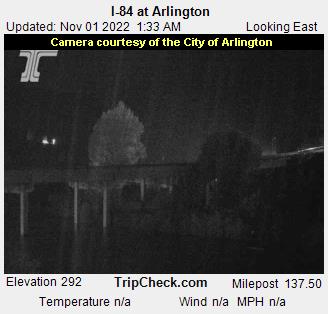 I-84 at Arlington
Updated: Nov 01 2022 1:33 AM Looking East
Camera courtesy of the City of Arlington
Elevation 292 TripCheck.com Milepost 137.50
Temperature n/a Wind n/a MPH n/a